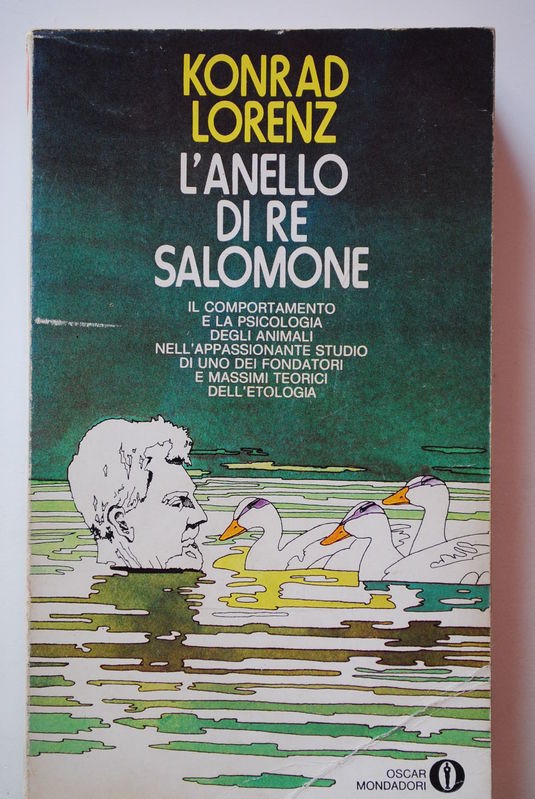 KONRAD
LORENZ
L'ANELLO
DI RE
SALOMONE
IL COMPORTAMENTO
E LA PSICOLOGIA
DEGLI ANIMALI
NELL'APPASSIONANTE STUDIO
DI UNO DEI FONDATORI
E MASSIMI TEORICI
DELL'ETOLOGIA
OSCAR
MONDADORI